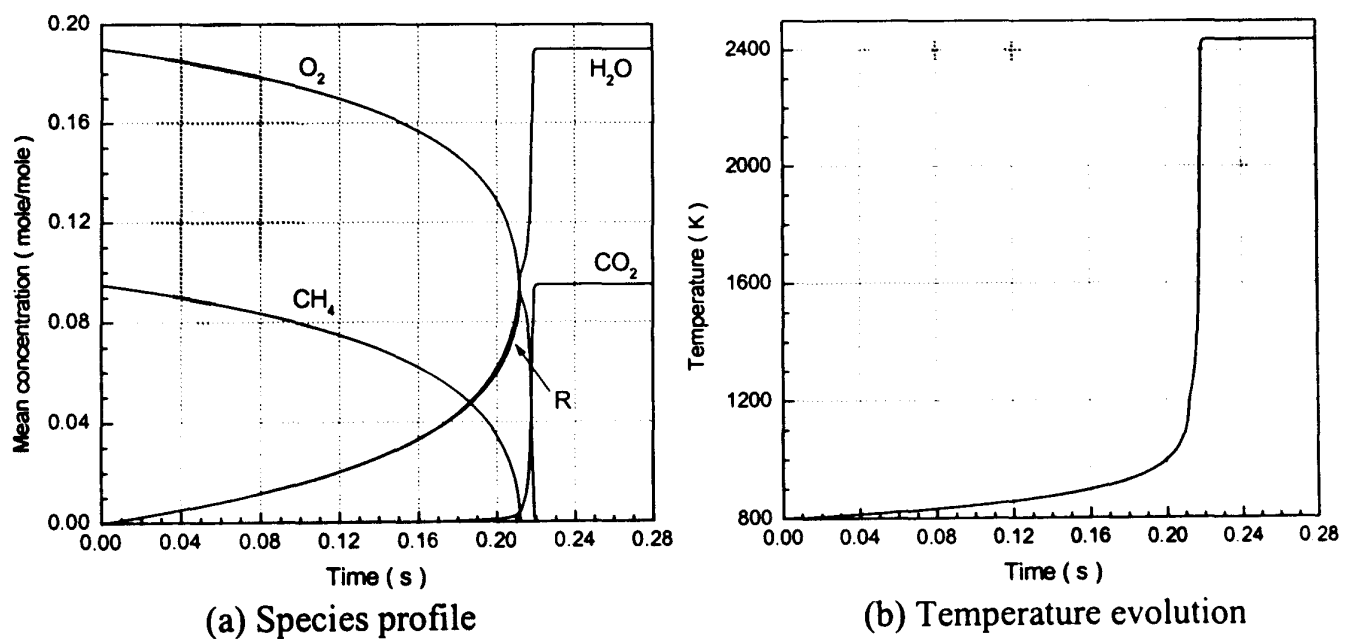 0.20
0.16
0.12
0.08
0.04
0.00
Mean concentration ( mole/mole)
O₂
CH₄
H₂O
CO₂
R
0.00 0.04 0.08 0.12 0.16 0.20 0.24 0.28
Time ( s )
(a) Species profile
2400
2000
1600
1200
800
Temperature ( K )
0.00 0.04 0.08 0.12 0.16 0.20 0.24 0.28
Time ( s )
(b) Temperature evolution